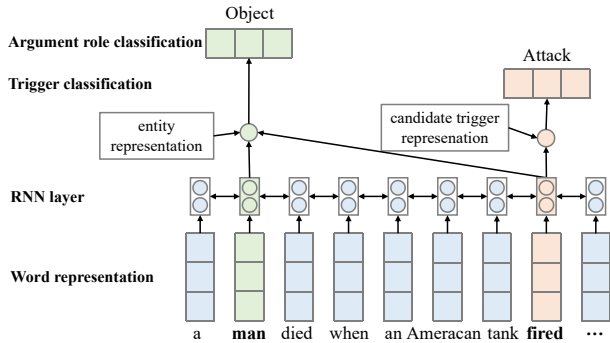 Object
Argument role classification
Attack
Trigger classification
entity
representation
candidate trigger
represenation
RNN layer
Word representation
a man died when an Ameracan tank fired ...